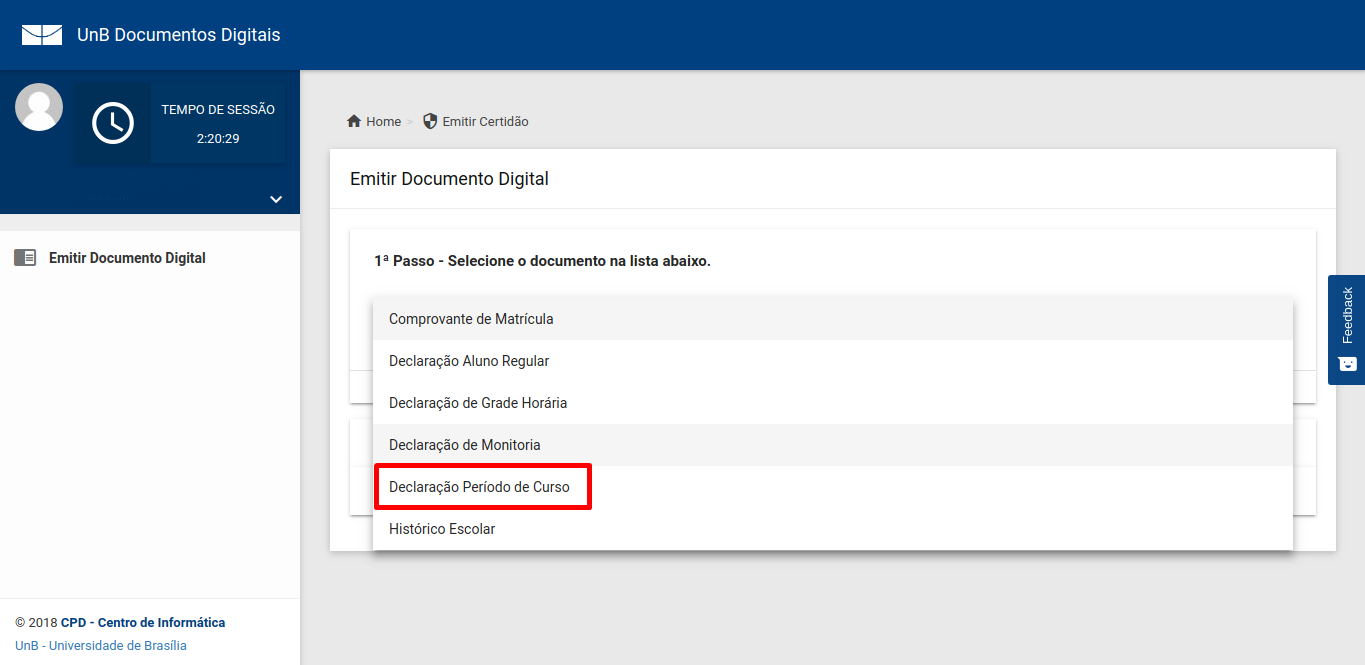 UnB Documentos Digitais
TEMPO DE SESSÃO
2:20:29
Emitir Documento Digital
© 2018 CPD - Centro de Informática
UnB - Universidade de Brasília
Home > Emitir Certidão
Emitir Documento Digital
1ª Passo - Selecione o documento na lista abaixo.
Comprovante de Matrícula
Declaração Aluno Regular
Declaração de Grade Horária
Declaração de Monitoria
Declaração Período de Curso
Histórico Escolar
Feedback